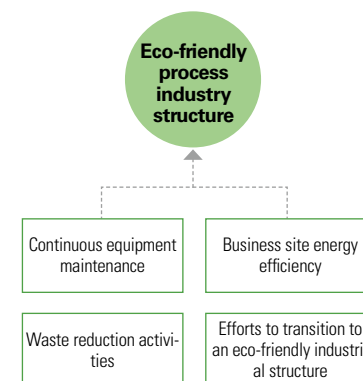 Eco-friendly
process
industry
structure
Continuous equipment
maintenance
Business site energy
efficiency
Waste reduction activi-
ties
Efforts to transition to
an eco-friendly industri
al structure